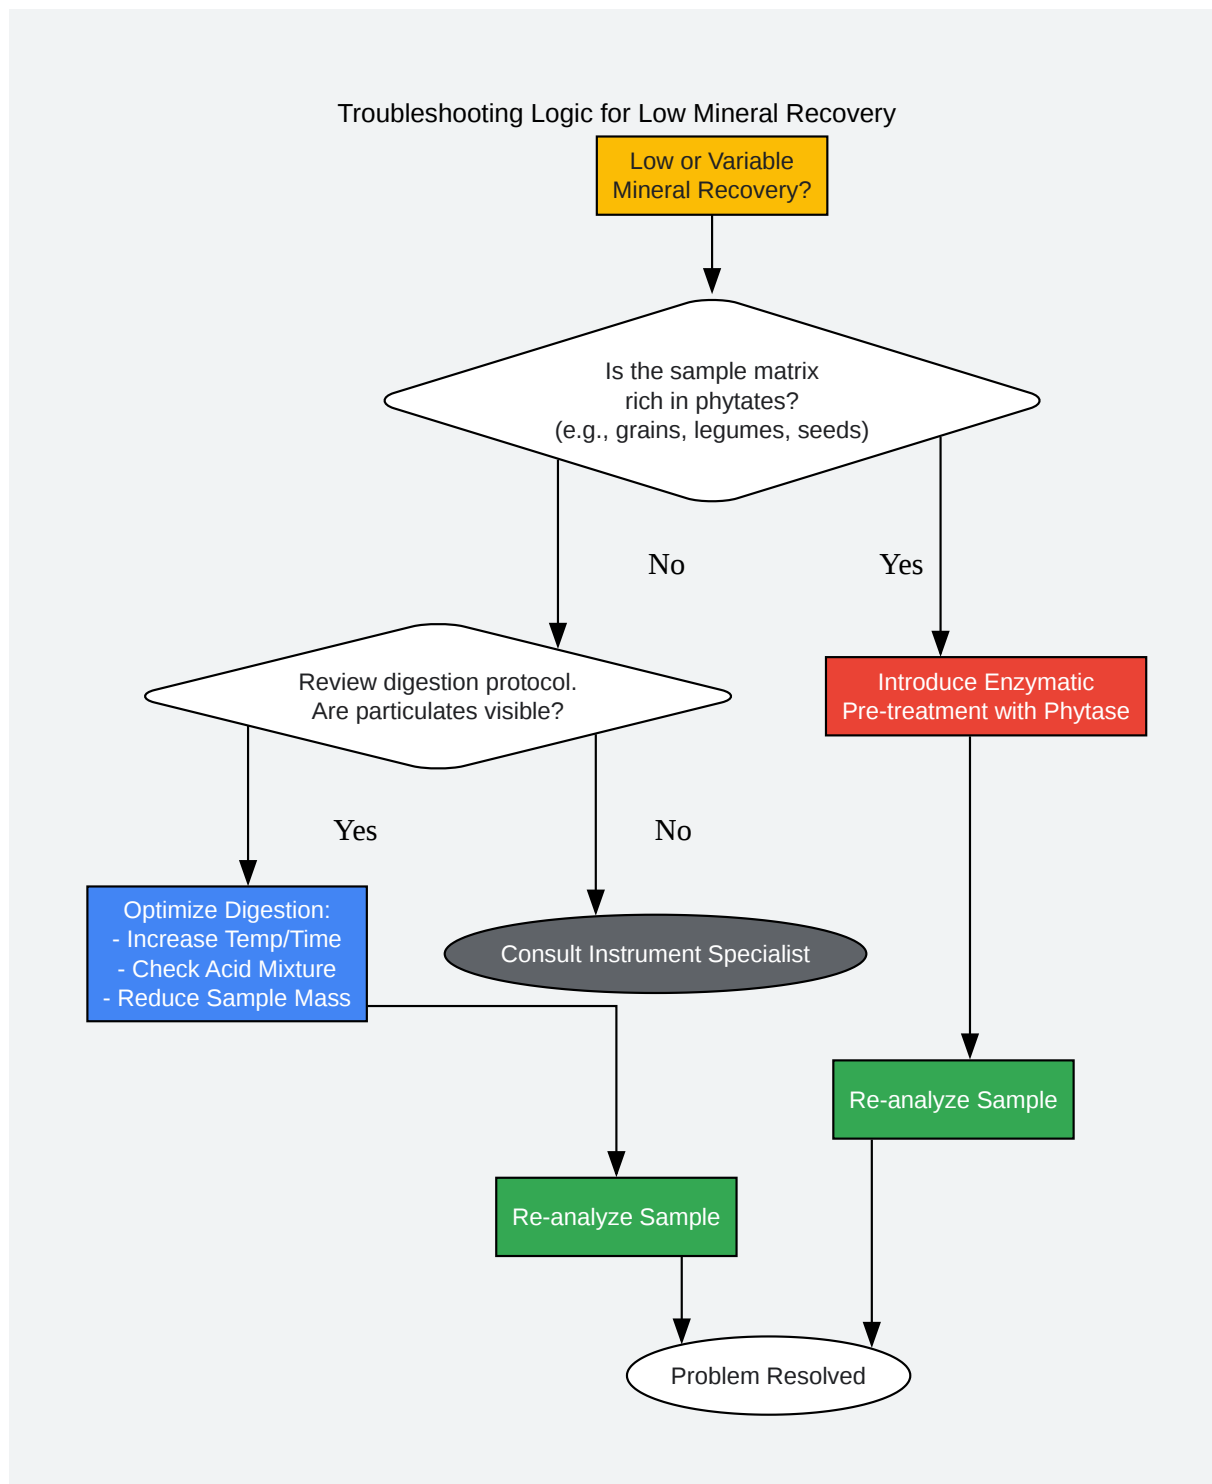 Troubleshooting Logic for Low Mineral Recovery
Low or Variable
Mineral Recovery?
Is the sample matrix
rich in phytates?
(e.g., grains, legumes, seeds)
No
Yes
Review digestion protocol.
Are particulates visible?
Introduce Enzymatic
Pre-treatment with Phytase
Yes
No
Optimize Digestion:
- Increase Temp/Time
- Check Acid Mixture
- Reduce Sample Mass
Consult Instrument Specialist
Re-analyze Sample
Re-analyze Sample
Problem Resolved